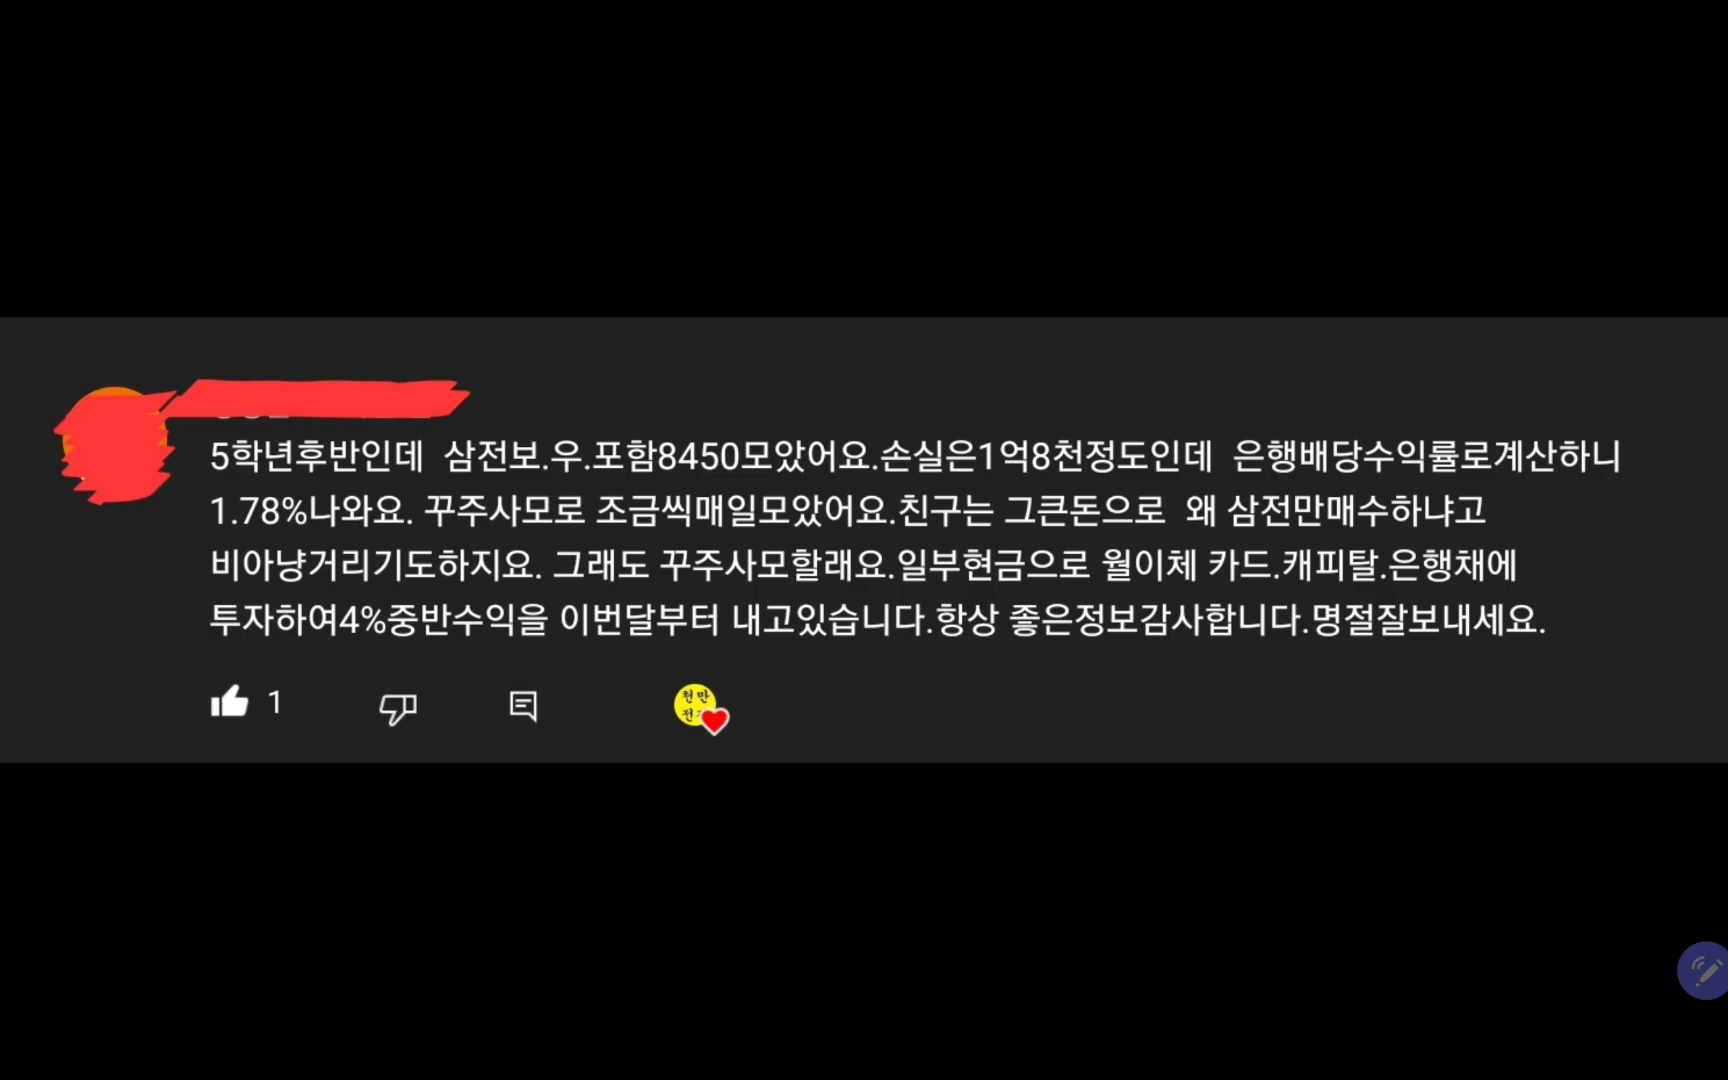 5학년후반인데 삼전보.우.포함8450모았어요.손실은1억8천정도인데 은행배당수익률로계산하니
1.78%나와요. 꾸주사모로 조금씩매일모았어요.친구는 그큰돈으로 왜 삼전만매수하냐고
비아냥거리기도하지요. 그래도 꾸주사모할래요.일부현금으로 월이체 카드.캐피탈.은행채에
투자하여4%중반수익을 이번달부터 내고있습니다.항상 좋은정보감사합니다.명절잘보내세요.
1
천만
전